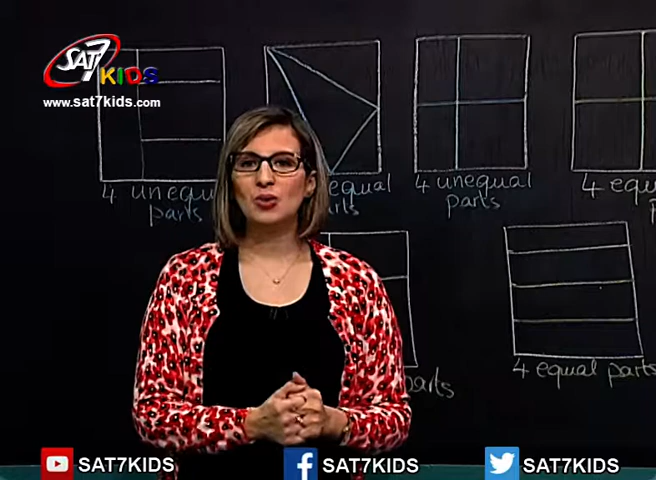 SAT7
KIDS
www.sat7kids.com
4 unequal
parts
equal
4 unequal
parts
4 equ
pa
parts
4 equal parts
SAT7KIDS
SAT7KIDS
SAT7KIDS